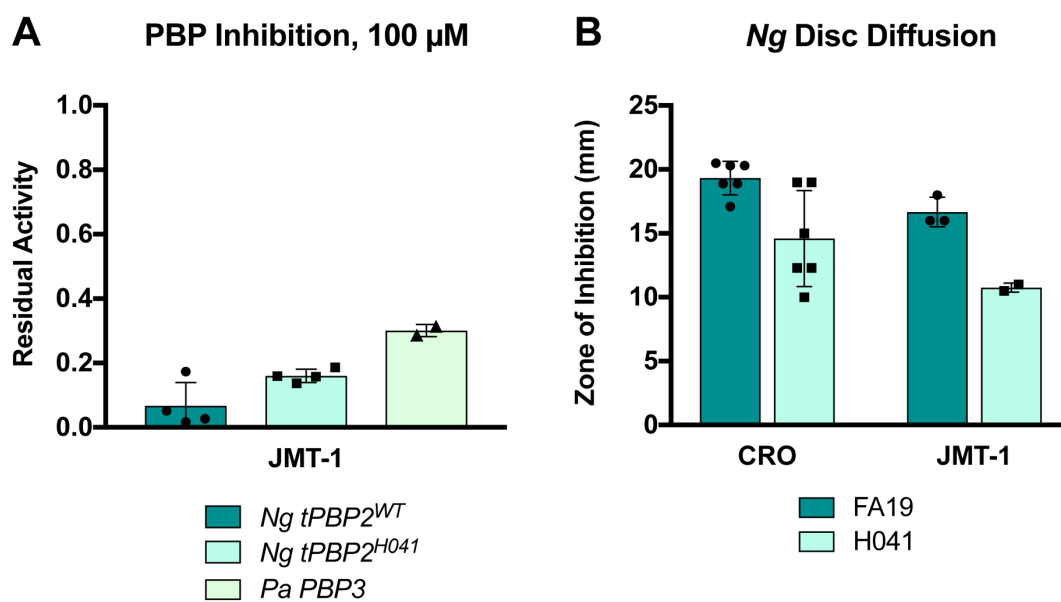 A
PBP Inhibition, 100 µM
Residual Activity
1.0
0.8
0.6
0.4
0.2
0.0
JMT-1
Ng tPBP2WT
Ng tPBP2H041
Pa PBP3
B
Ng Disc Diffusion
Zone of Inhibition (mm)
25
20
15
10
5
0
CRO JMT-1
FA19
H041